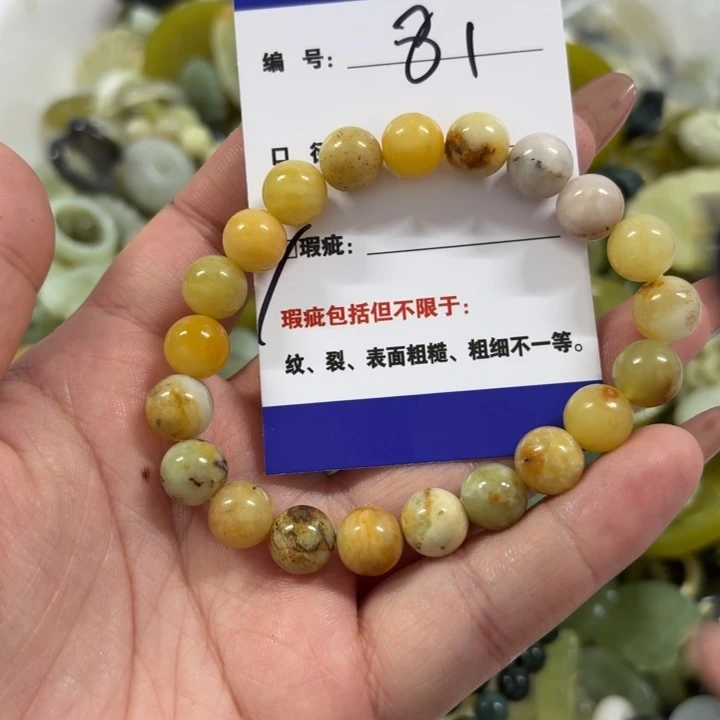 编 号: 81
口
瑕疵:
瑕疵包括但不限于:
纹、裂、表面粗糙、粗细不一等。